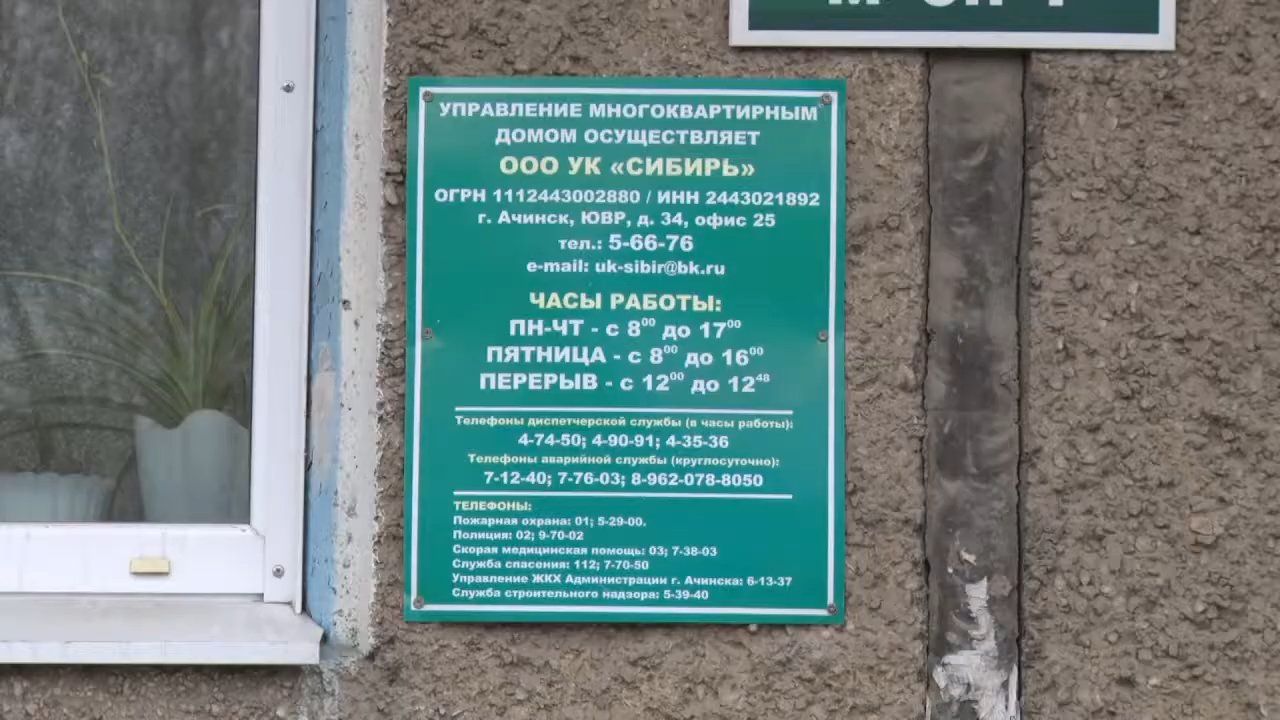 УПРАВЛЕНИЕ МНОГОКВАРТИРНЫМ
ДОМОМ ОСУЩЕСТВЛЯЕТ
ООО УК «СИБИРЬ»
ОГРН 1112443002880 / ИНН 2443021892
г. Ачинск, ЮВР, д. 34, офис 25
тел.: 5-66-76
e-mail: uk-sibir@bk.ru
ЧАСЫ РАБОТЫ:
ПН-ЧТ - с 8⁰⁰ до 17⁰⁰
ПЯТНИЦА - с 8⁰⁰ до 16⁰⁰
ПЕРЕРЫВ - с 12⁰⁰ до 12⁴⁸
Телефоны диспетчерской службы (в часы работы):
4-74-50; 4-90-91; 4-35-36
Телефоны аварийной службы (круглосуточно):
7-12-40; 7-76-03; 8-962-078-8050
ТЕЛЕФОНЫ:
Пожарная охрана: 01; 5-29-00.
Полиция: 02; 9-70-02
Скорая медицинская помощь: 03; 7-38-03
Служба спасения: 112; 7-70-50
Управление ЖКХ Администрации г. Ачинска: 6-13-37
Служба строительного надзора: 5-39-40